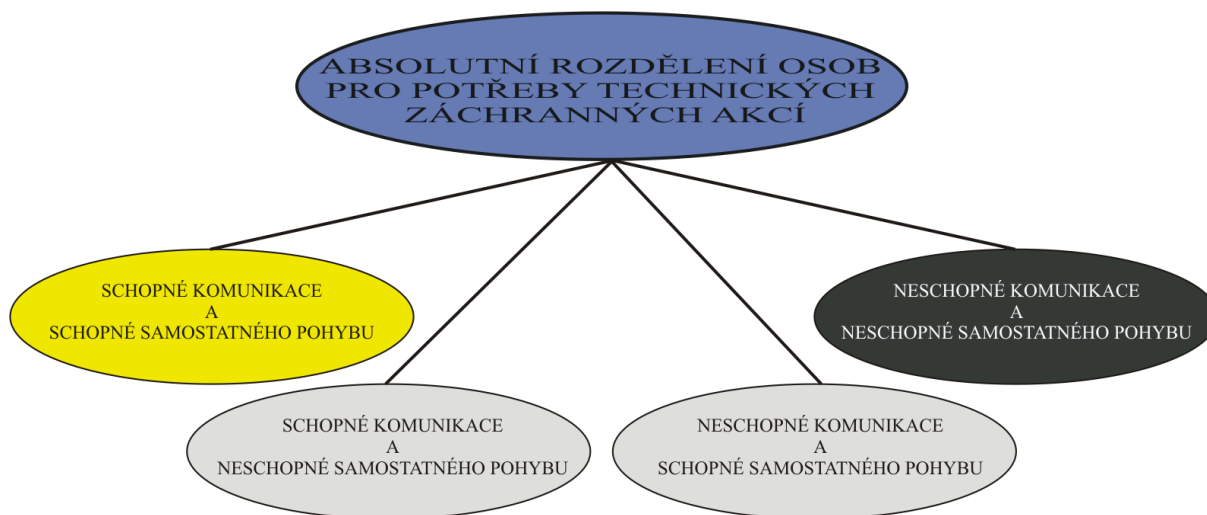 ABSOLUTNÍ ROZDĚLENÍ OSOB
PRO POTŘEBY TECHNICKÝCH
ZÁCHRANNÝCH AKCÍ
SCHOPNÉ KOMUNIKACE
A
SCHOPNÉ SAMOSTATNÉHO POHYBU
NESCHOPNÉ KOMUNIKACE
A
NESCHOPNÉ SAMOSTATNÉHO POHYBU
SCHOPNÉ KOMUNIKACE
A
NESCHOPNÉ SAMOSTATNÉHO POHYBU
NESCHOPNÉ KOMUNIKACE
A
SCHOPNÉ SAMOSTATNÉHO POHYBU